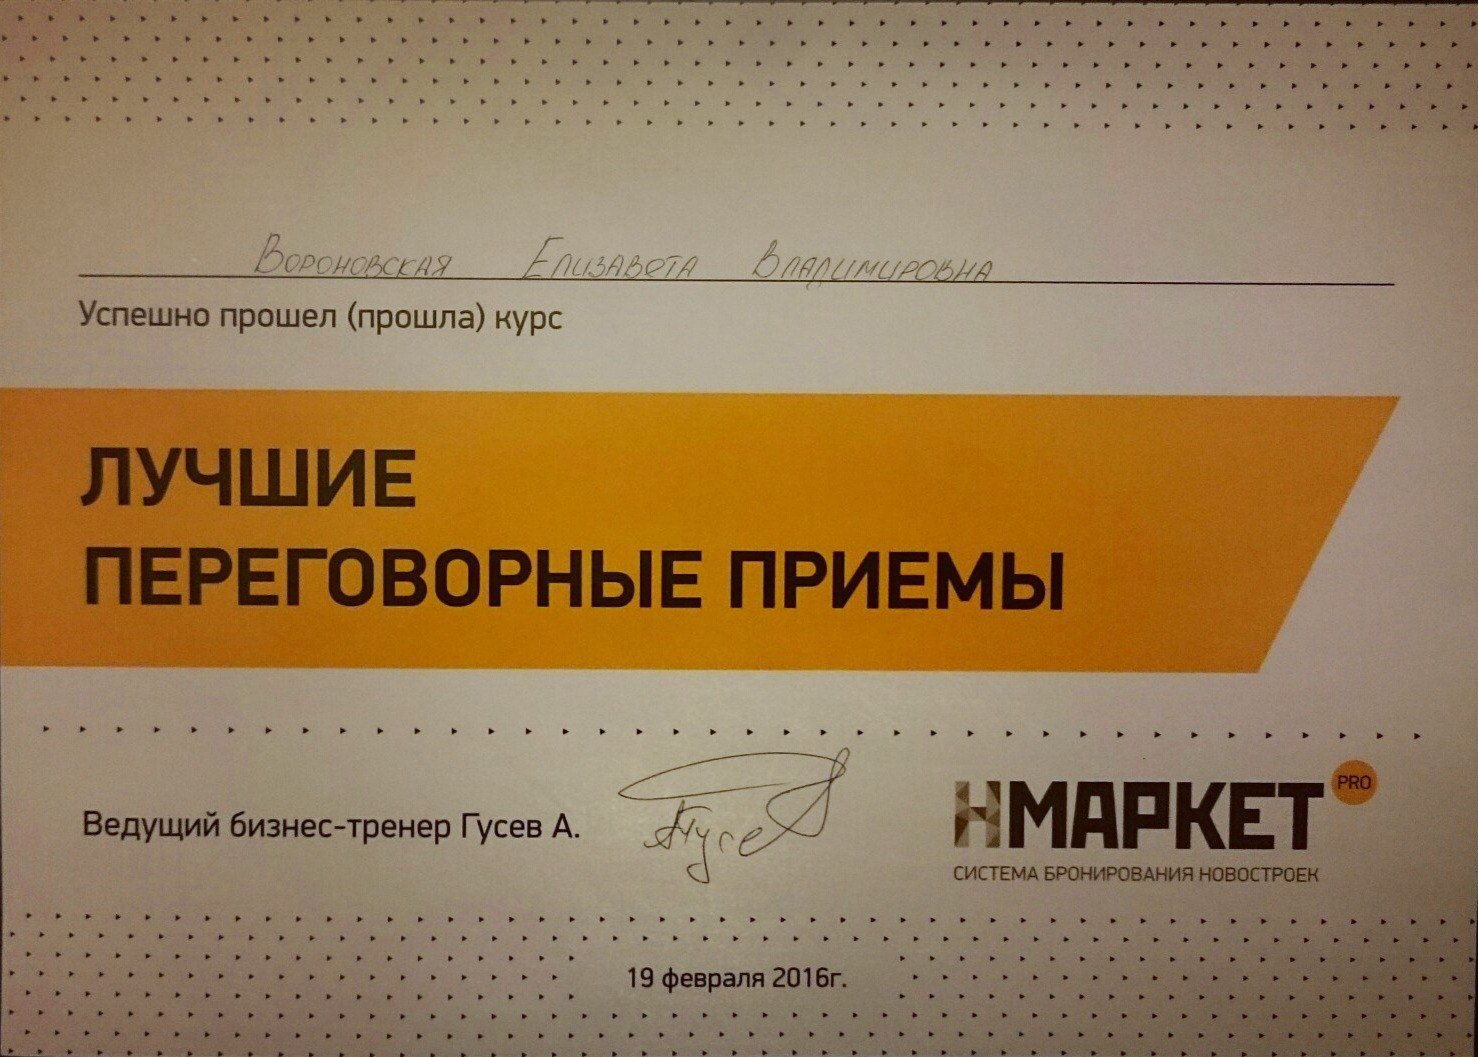 Вороновская Елизавета Владимировна
Успешно прошел (прошла) курс
ЛУЧШИЕ
ПЕРЕГОВОРНЫЕ ПРИЕМЫ
Ведущий бизнес-тренер Гусев А.
НМАРКЕТ PRO
СИСТЕМА БРОНИРОВАНИЯ НОВОСТРОЕК
19 февраля 2016г.